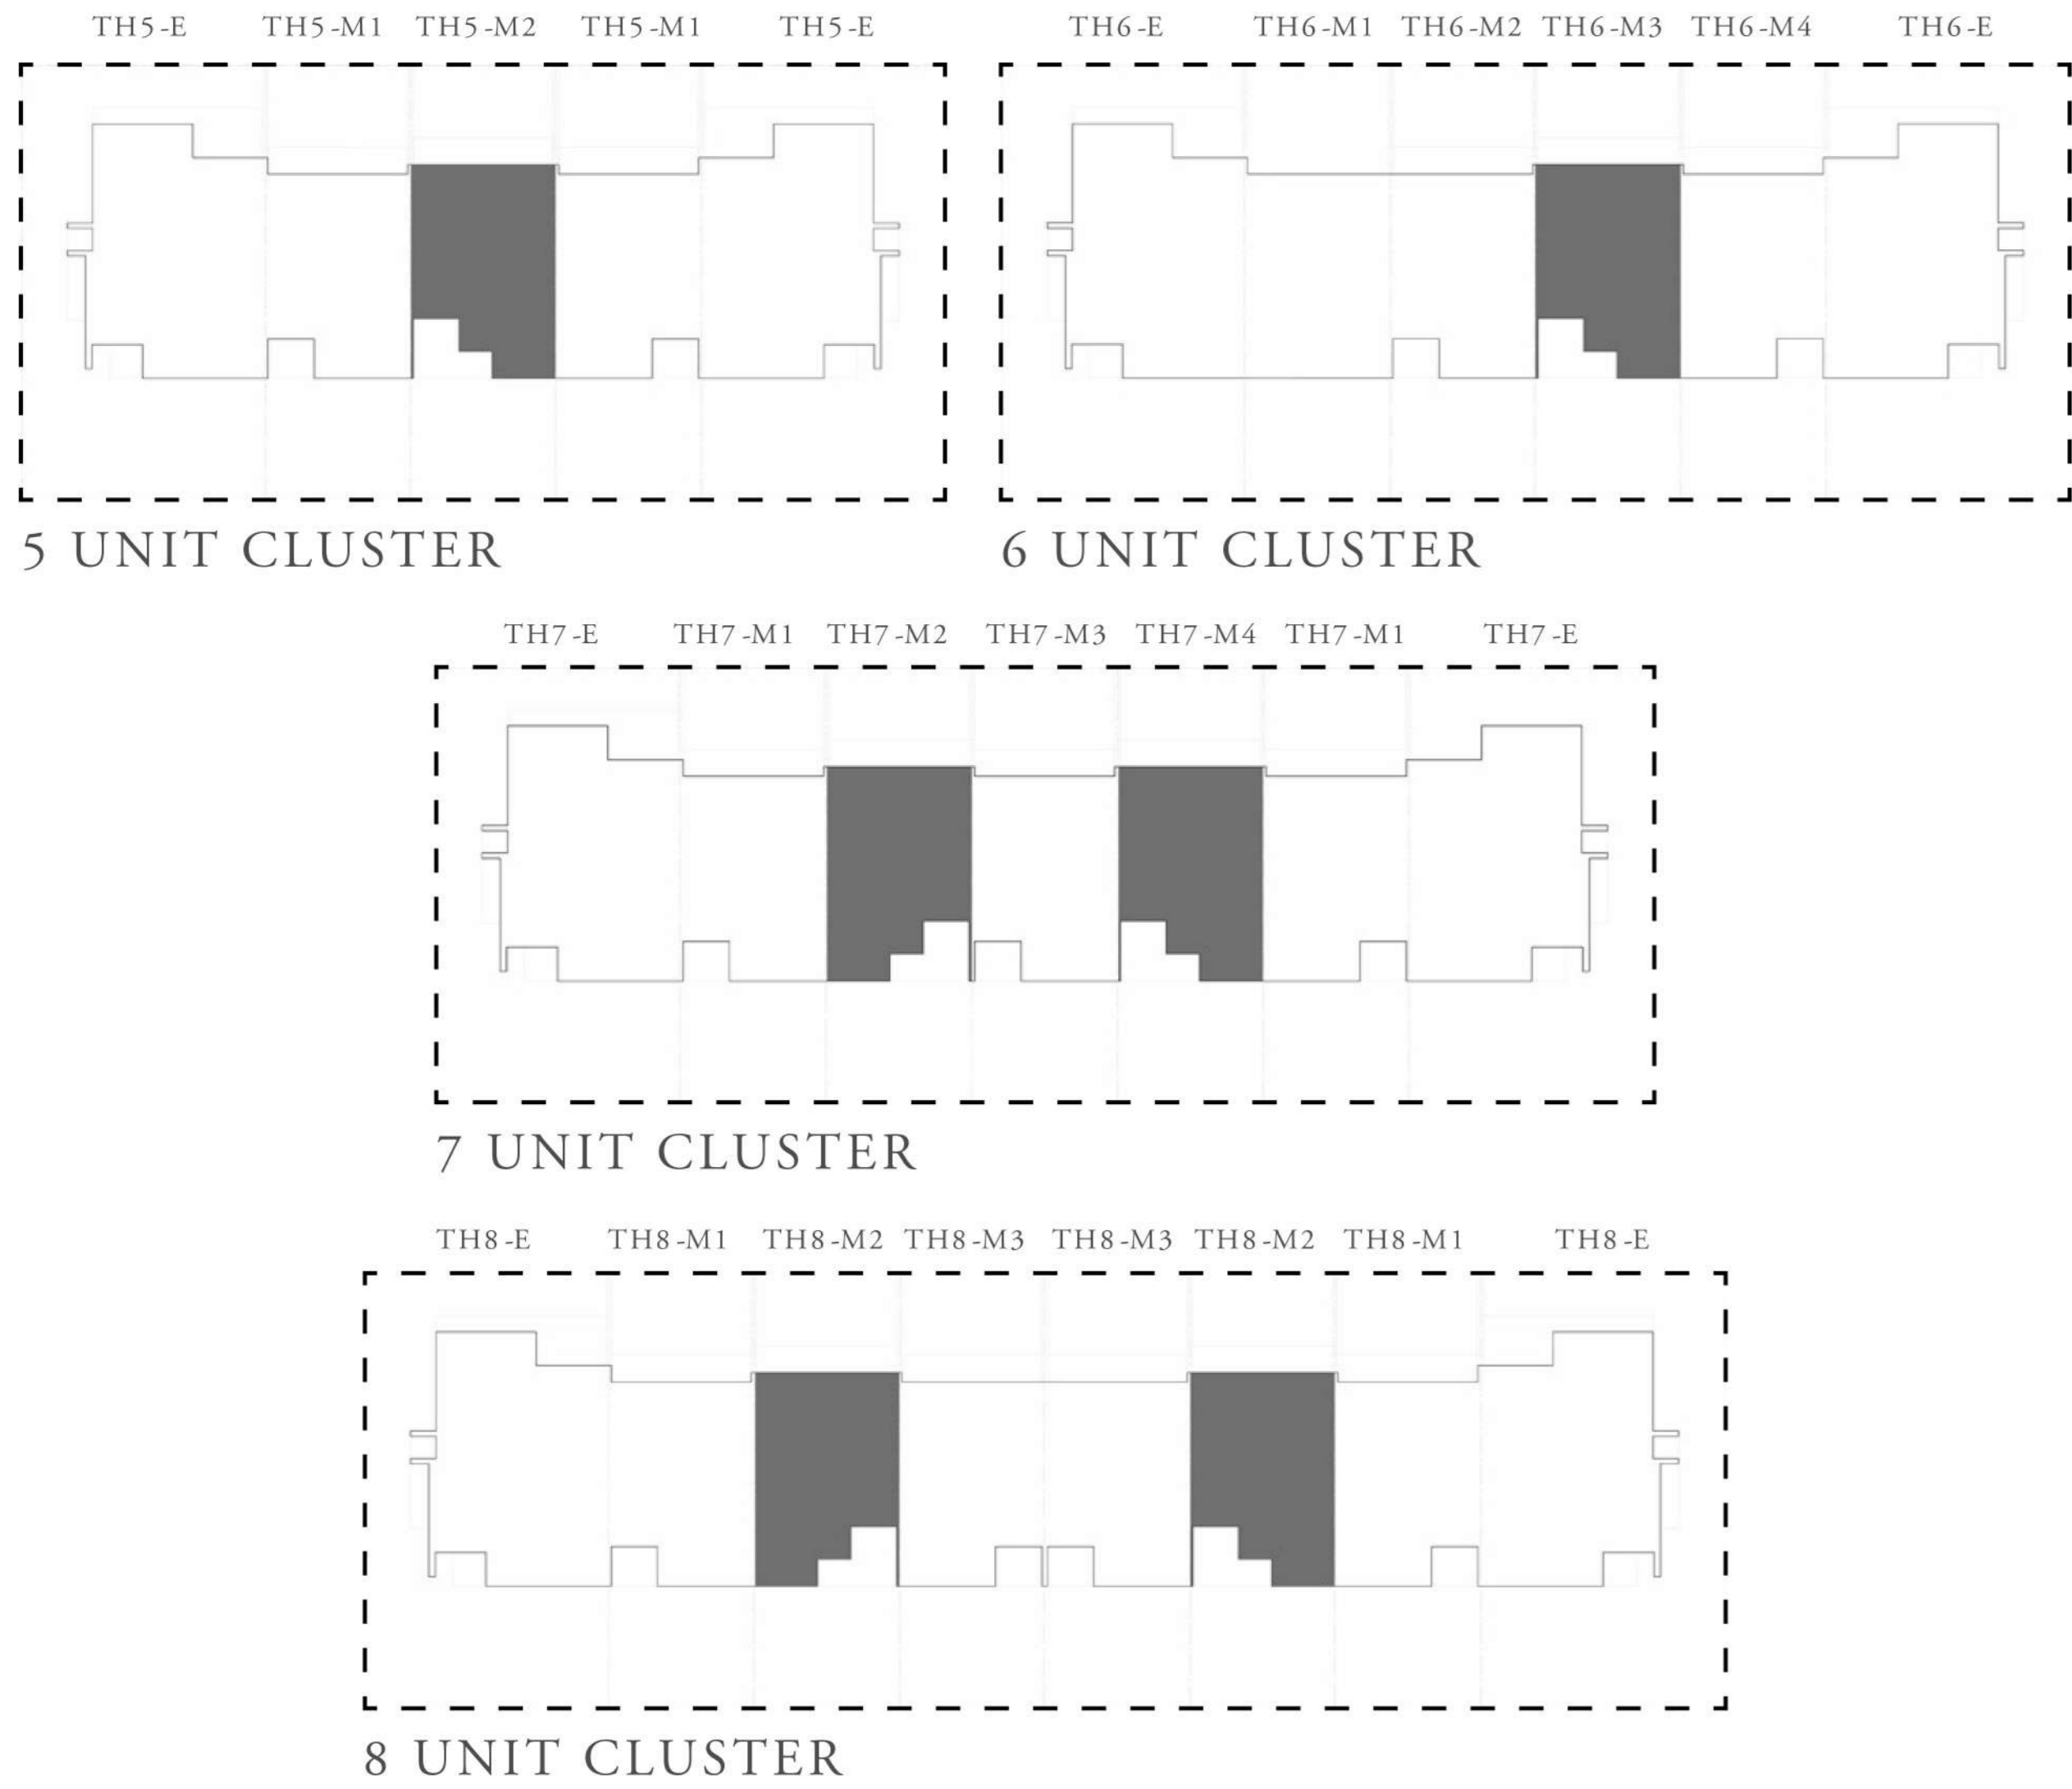 TH5-E TH5-M1 TH5-M2 TH5-M1 TH5-E
TH6-E TH6-M1 TH6-M2 TH6-M3 TH6-M4 TH6-E
5 UNIT CLUSTER
6 UNIT CLUSTER
TH7-E TH7-M1 TH7-M2 TH7-M3 TH7-M4 TH7-M1 TH7-E
7 UNIT CLUSTER
TH8-E TH8-M1 TH8-M2 TH8-M3 TH8-M3 TH8-M2 TH8-M1 TH8-E
8 UNIT CLUSTER